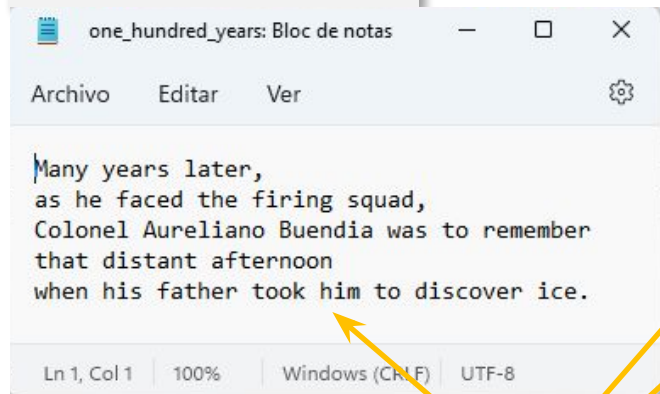 one_hundred_years: Bloc de notas
Archivo Editar Ver
Many years later,
as he faced the firing squad,
Colonel Aureliano Buendia was to remember
that distant afternoon
when his father took him to discover ice.
Ln 1, Col 1 100% Windows (CRLF) UTF-8